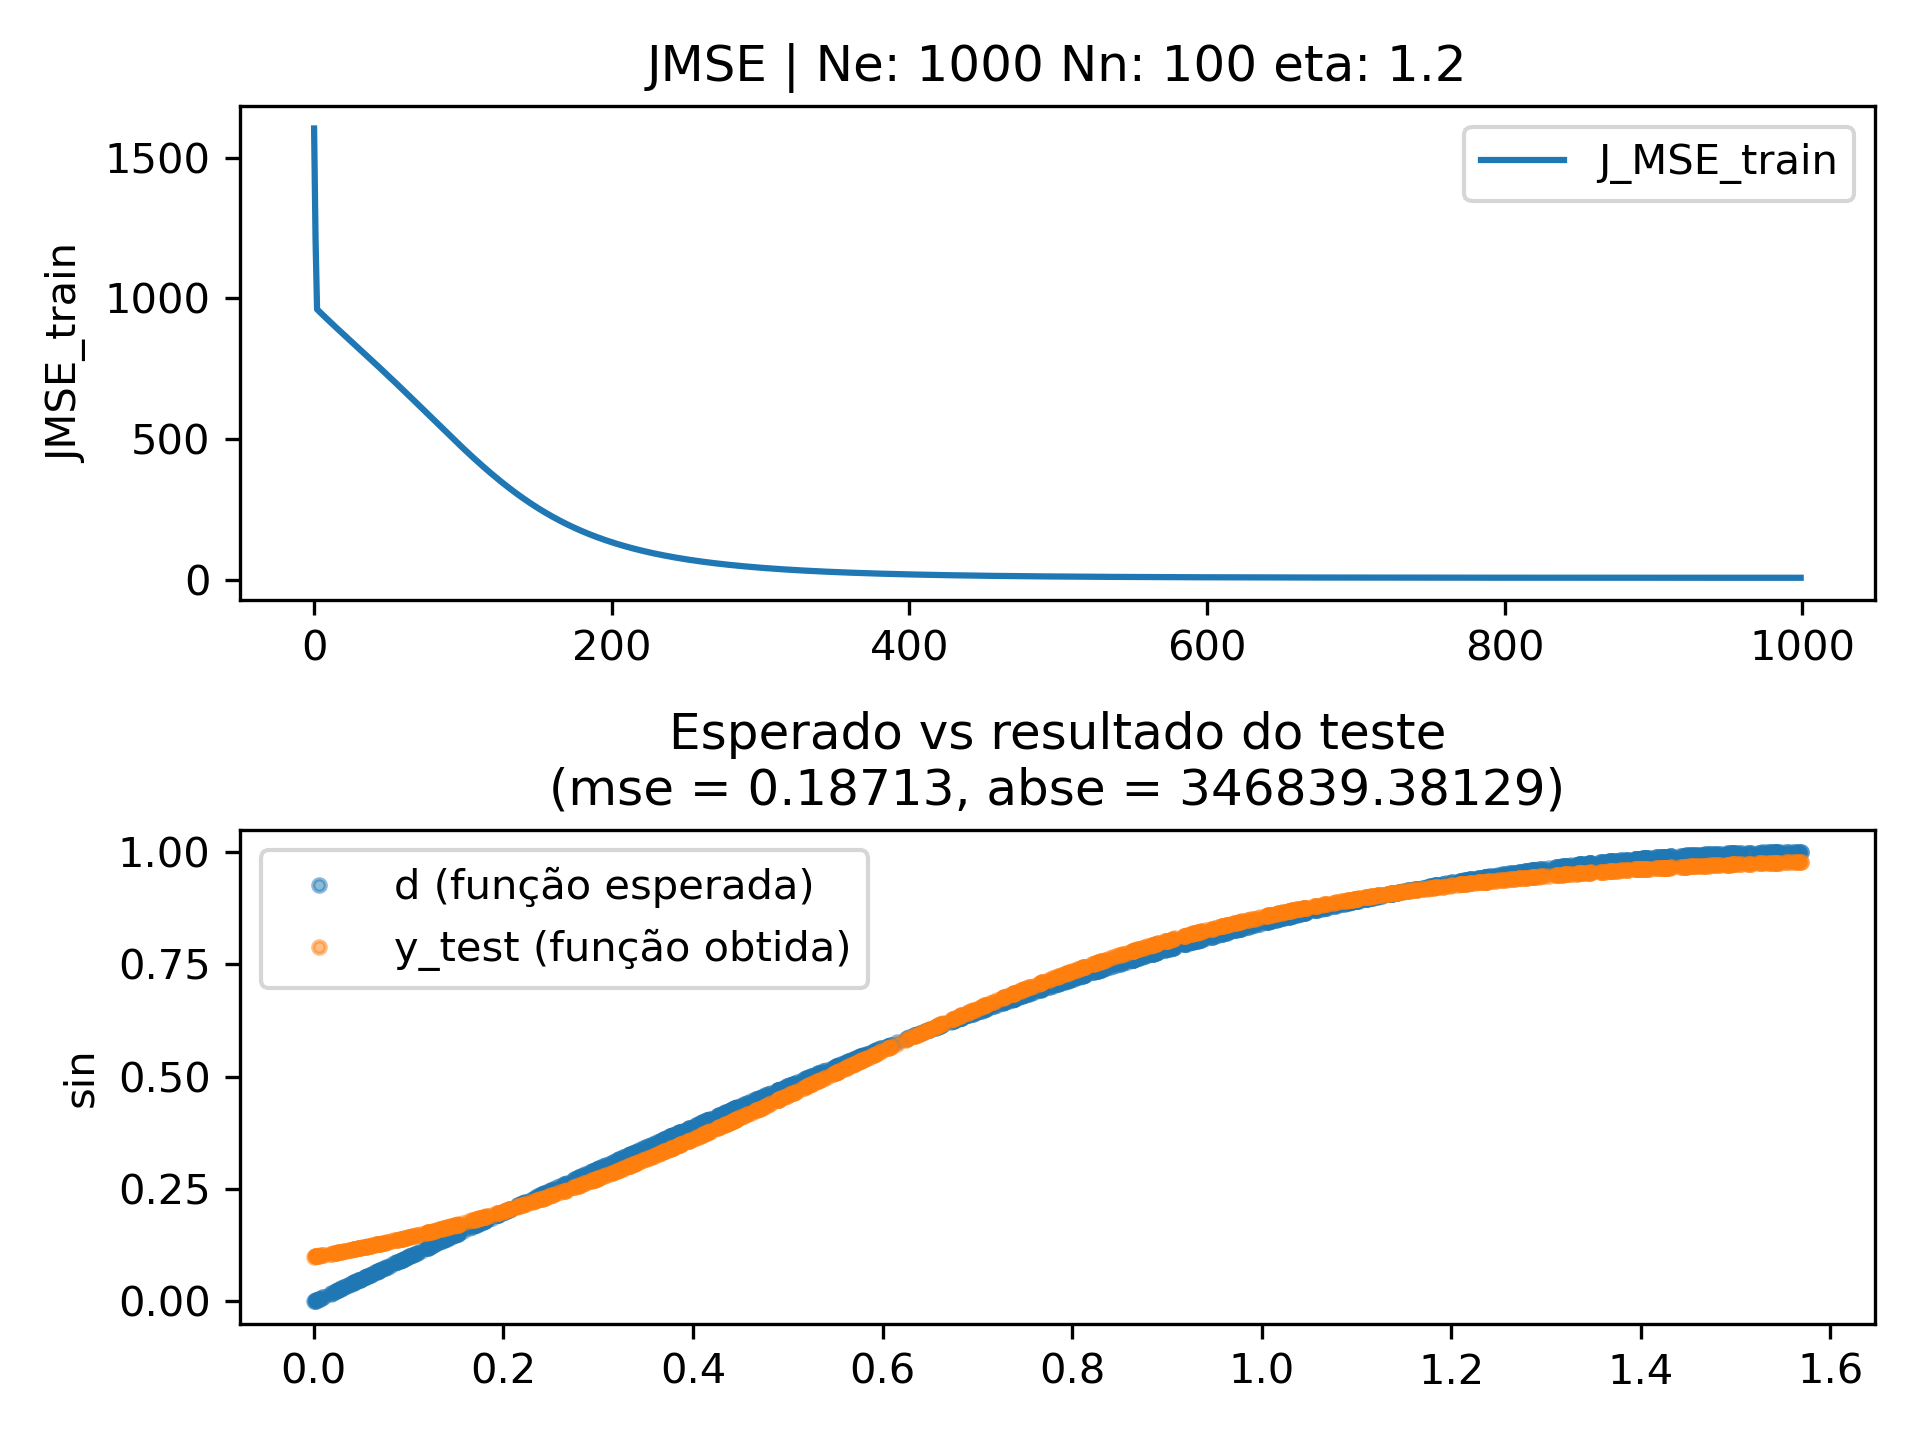 JMSE | Ne: 1000 Nn: 100 eta: 1.2
J_MSE_train
JMSE_train
1500
1000
500
0
0 200 400 600 800 1000
Esperado vs resultado do teste
(mse = 0.18713, abse = 346839.38129)
d (função esperada)
y_test (função obtida)
sin
1.00
0.75
0.50
0.25
0.00
0.0 0.2 0.4 0.6 0.8 1.0 1.2 1.4 1.6